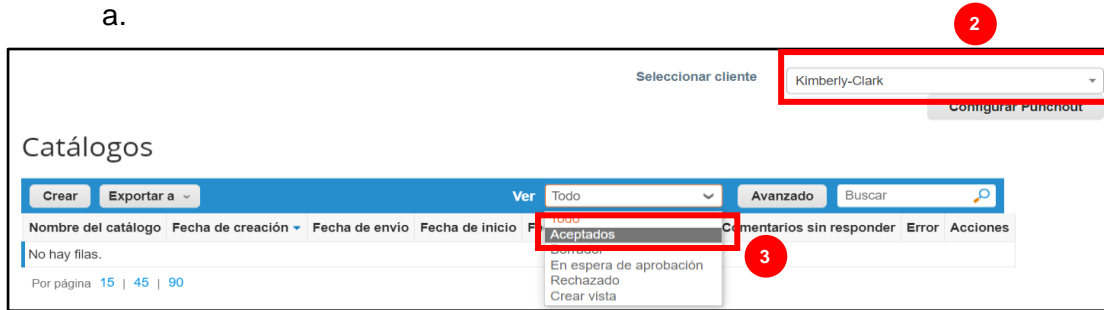 a.
2
Seleccionar cliente Kimberly-Clark
Configurar Punchout
Catálogos
Crear Exportar a Ver Todo Avanzado Buscar
Nombre del catálogo Fecha de creación Fecha de envío Fecha de inicio Comentarios sin responder Error Acciones
No hay filas.
Por página 15 | 45 | 90
Todo
Aceptados
Borrador
3
En espera de aprobación
Rechazado
Crear vista